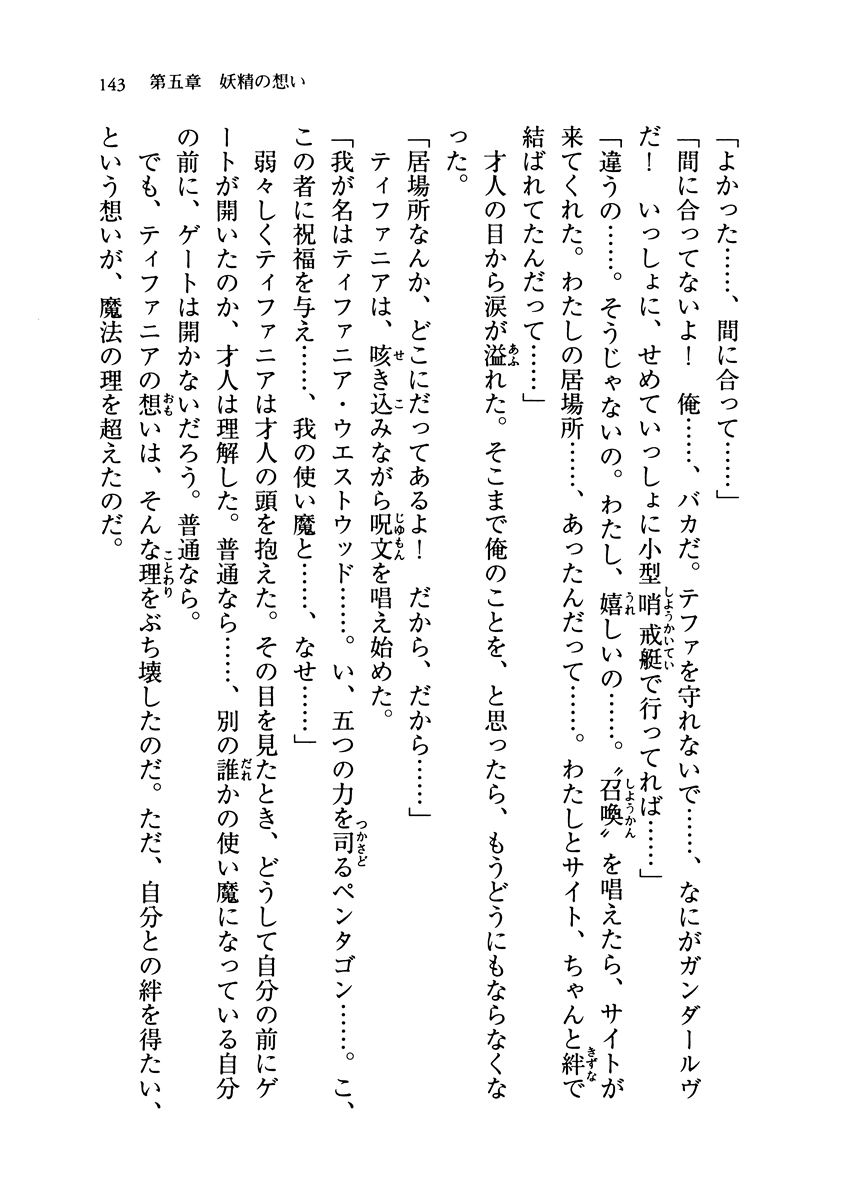 143　第五章　妖精の想い
「よかった……、間に合って……」
「間に合ってないよ！　俺……、バカだ。テファを守れないで……、なにがガンダールヴ
だ！　いっしょに、せめていっしょに小型哨戒艇で行ってれば……」
「違うの……。そうじゃないの。わたし、嬉しいの……。〝召喚〟を唱えたら、サイトが
来てくれた。わたしの居場所……、あったんだって……。わたしとサイト、ちゃんと絆で
結ばれてたんだって……」
　才人の目から涙が溢れた。そこまで俺のことを、と思ったら、もうどうにもならなくな
った。
「居場所なんか、どこにだってあるよ！　だから、だから……」
　ティファニアは、咳き込みながら呪文を唱え始めた。
「我が名はティファニア・ウエストウッド……。い、五つの力を司るペンタゴン……。こ、
この者に祝福を与え……、我の使い魔と……、なせ……」
　弱々しくティファニアは才人の頭を抱えた。その目を見たとき、どうして自分の前にゲ
ートが開いたのか、才人は理解した。普通なら……、別の誰かの使い魔になっている自分
の前に、ゲートは開かないだろう。普通なら。
　でも、ティファニアの想いは、そんな理をぶち壊したのだ。ただ、自分との絆を得たい、
という想いが、魔法の理を超えたのだ。